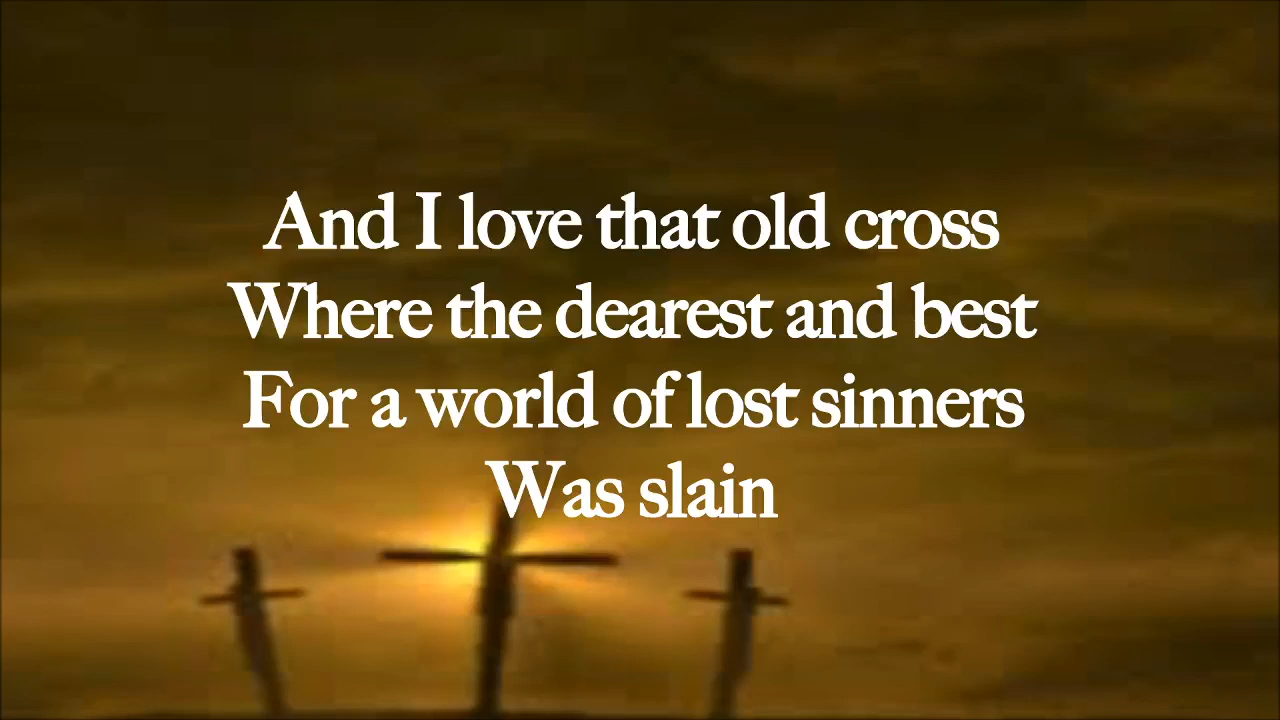 And I love that old cross
Where the dearest and best
For a world of lost sinners
Was slain